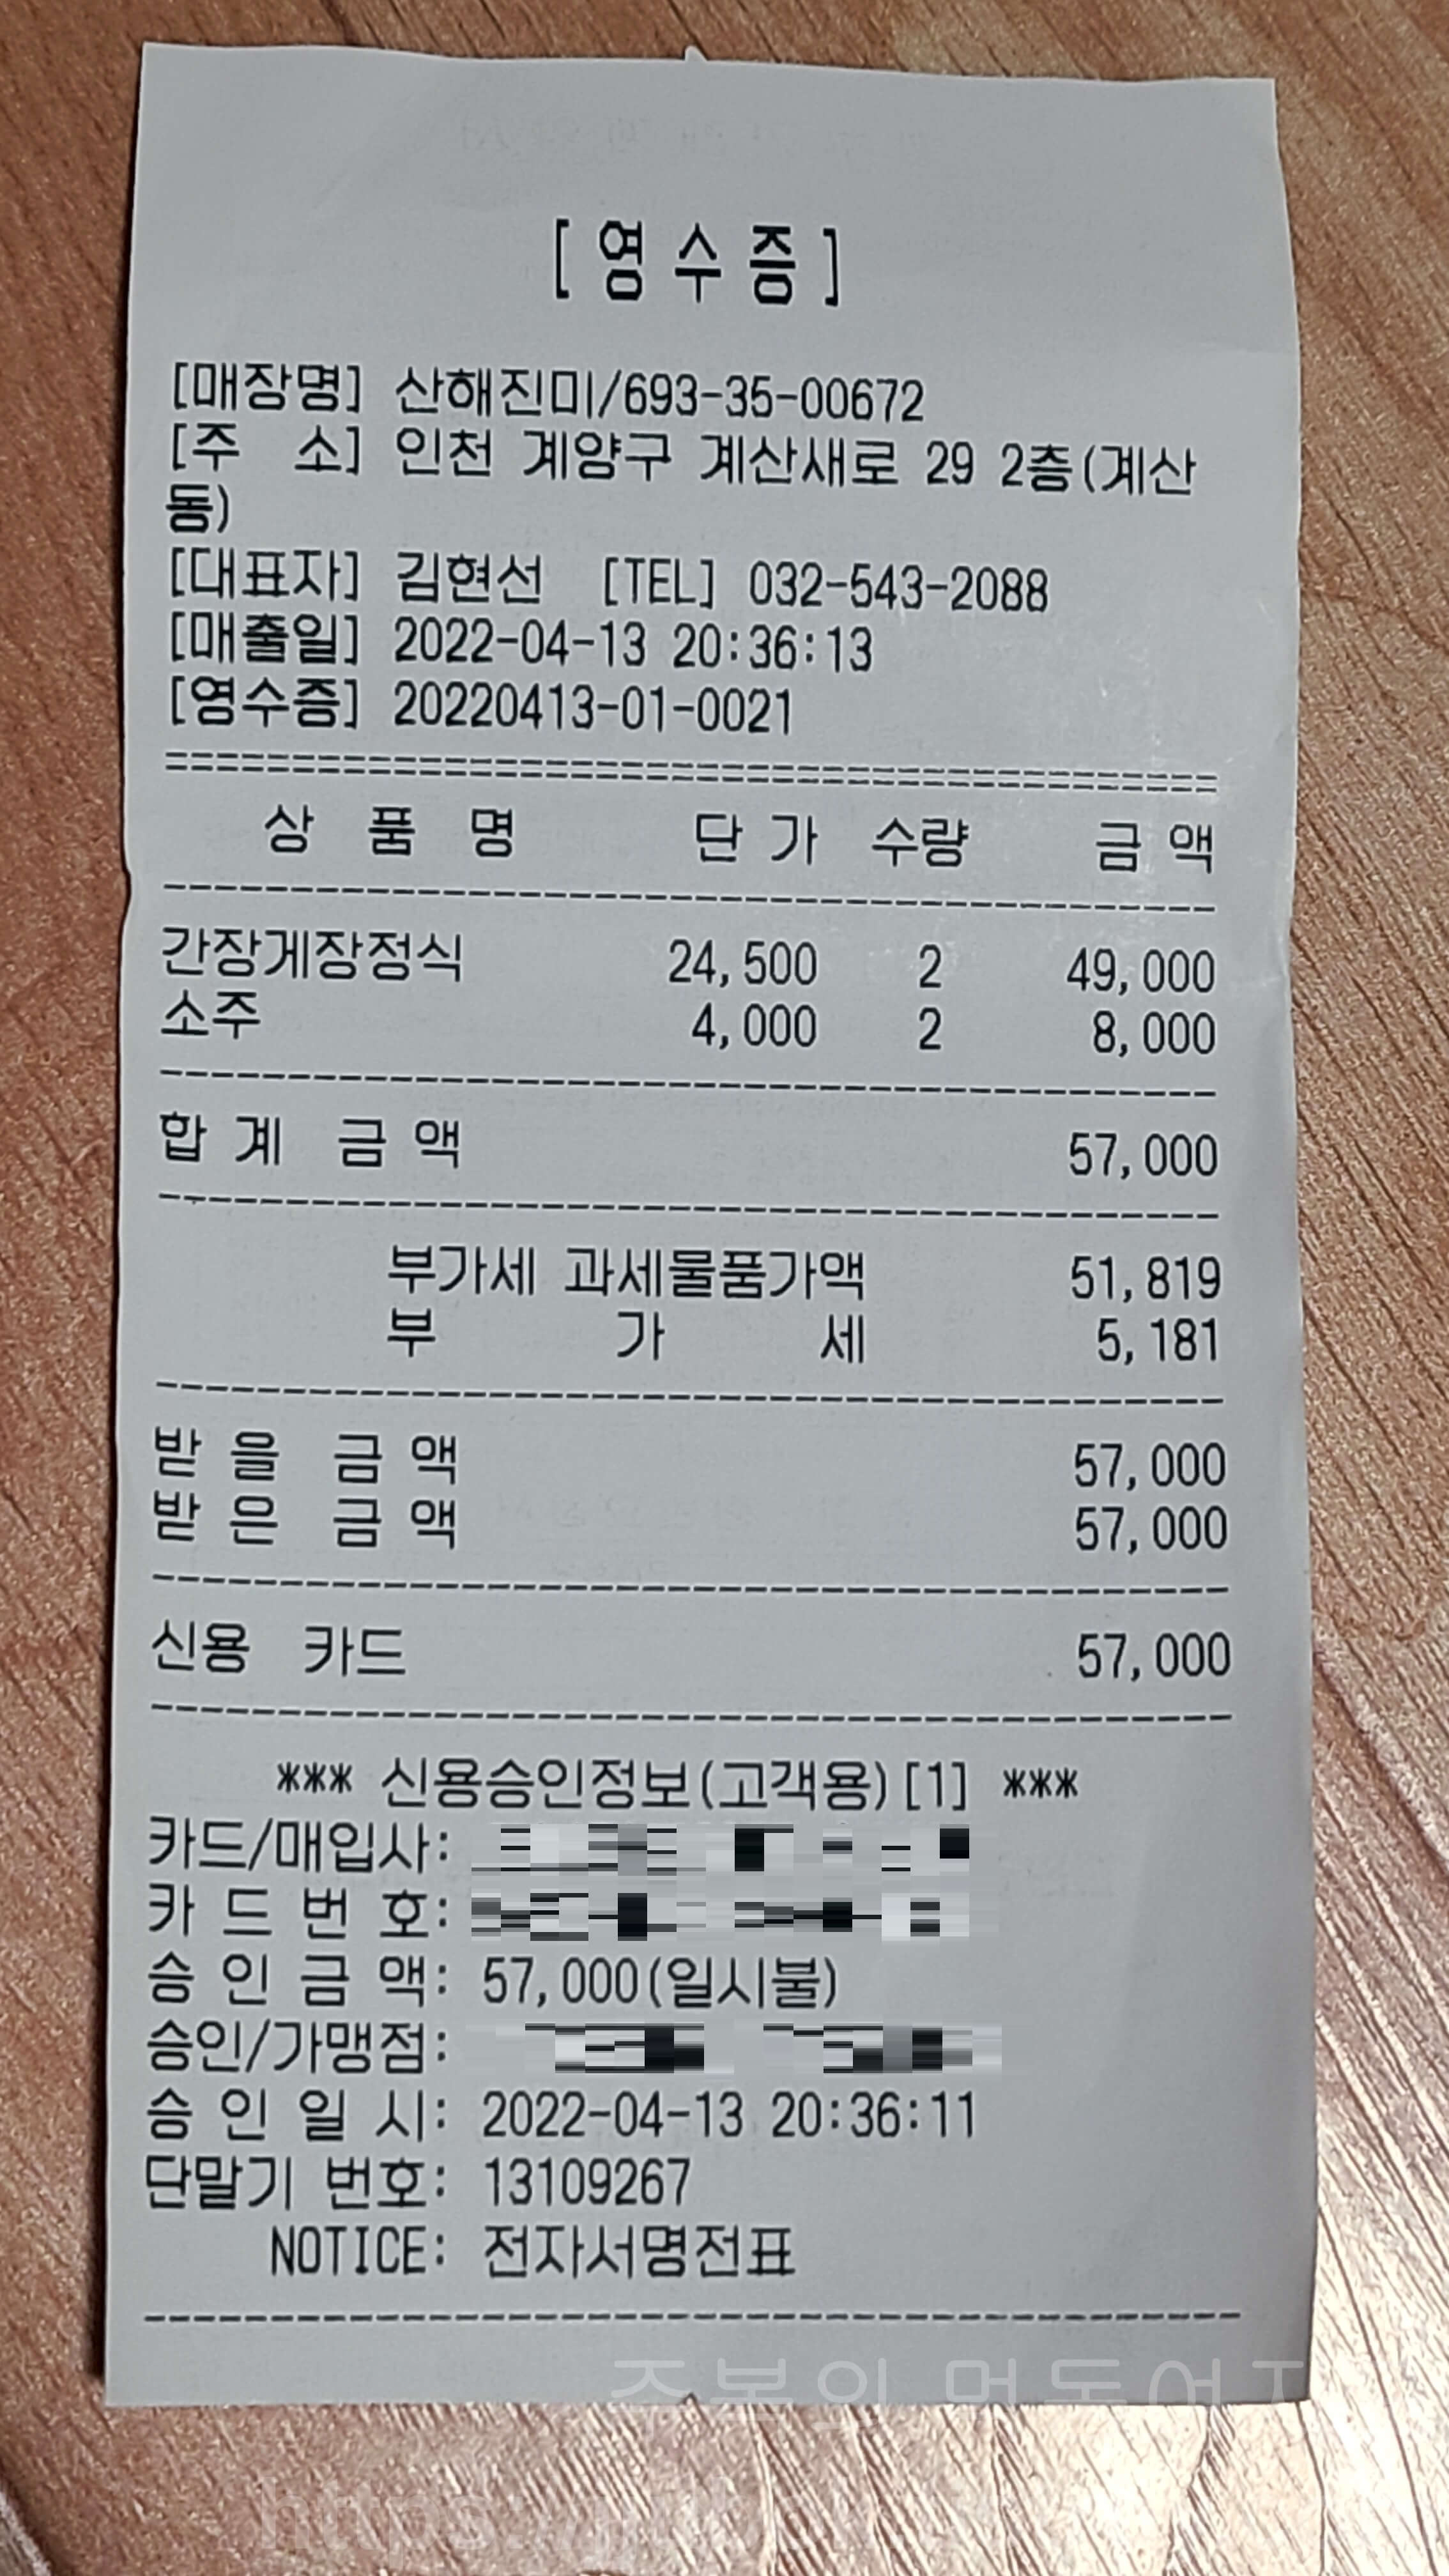 [영수증]
[매장명] 산해진미/693-35-00672
[주 소] 인천 계양구 계산새로 29 2층(계산
동)
[대표자] 김현선 [TEL] 032-543-2088
[매출일] 2022-04-13 20:36:13
[영수증] 20220413-01-0021
상 품 명 단 가 수량 금 액
간장게장정식 24,500 2 49,000
소주 4,000 2 8,000
합 계 금 액 57,000
부가세 과세물품가액 51,819
부 가 세 5,181
받 을 금 액 57,000
받 은 금 액 57,000
신용 카드 57,000
*** 신용승인정보(고객용)[1] ***
카드/매입사:
카 드 번 호:
승 인 금 액: 57,000(일시불)
승인/가맹점:
승 인 일 시: 2022-04-13 20:36:11
단말기 번호: 13109267
NOTICE: 전자서명전표